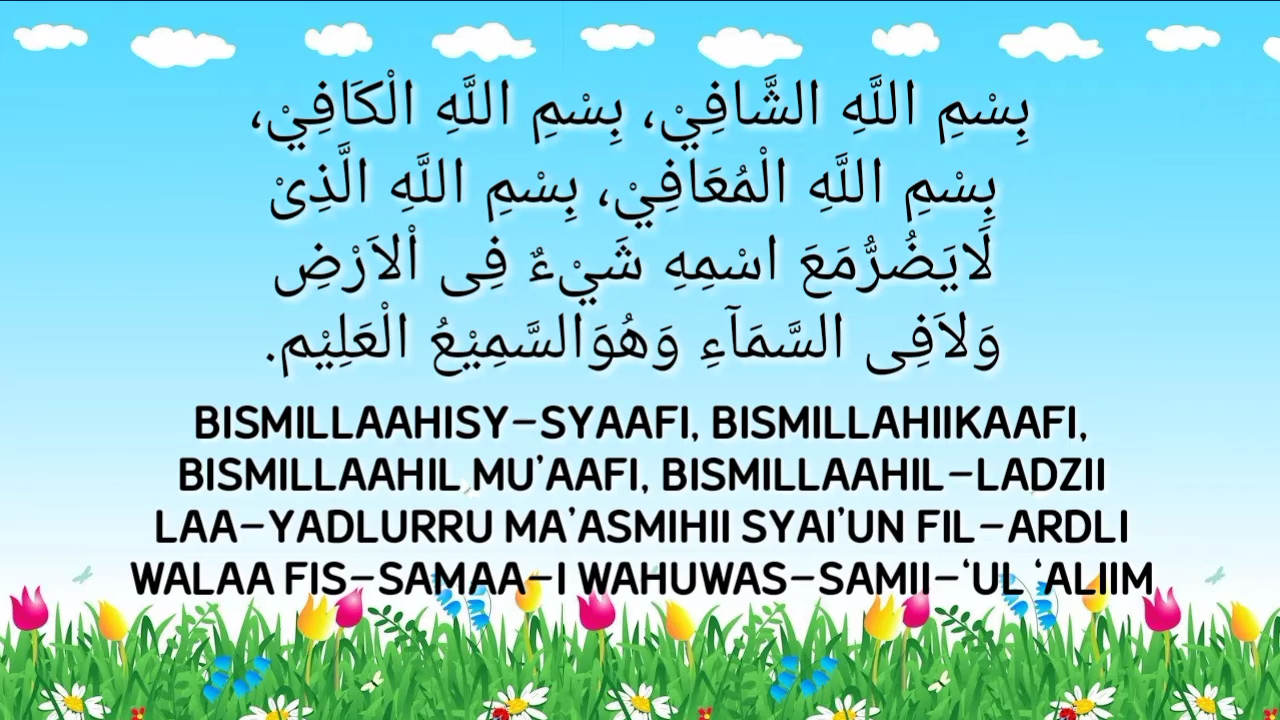 بِسْمِ اللَّهِ الشَّافِيْ، بِسْمِ اللَّهِ الْكَافِيْ،
بِسْمِ اللَّهِ الْمُعَافِيْ، بِسْمِ اللَّهِ الَّذِىْ
لَايَضُرُّمَعَ اسْمِهِ شَيْءٌ فِى اْلاَرْضِ
وَلاَفِى السَّمَآءِ وَهُوَالسَّمِيْعُ الْعَلِيْم.
BISMILLAAHISY-SYAAFI, BISMILLAHIIKAAFI,
BISMILLAAHIL MU'AAFI, BISMILLAAHIL-LADZII
LAA-YADLURRU MA'ASMIHII SYAI'UN FIL-ARDLI
WALAA FIS-SAMAA-I WAHUWAS-SAMII-‘UL ‘ALIIM